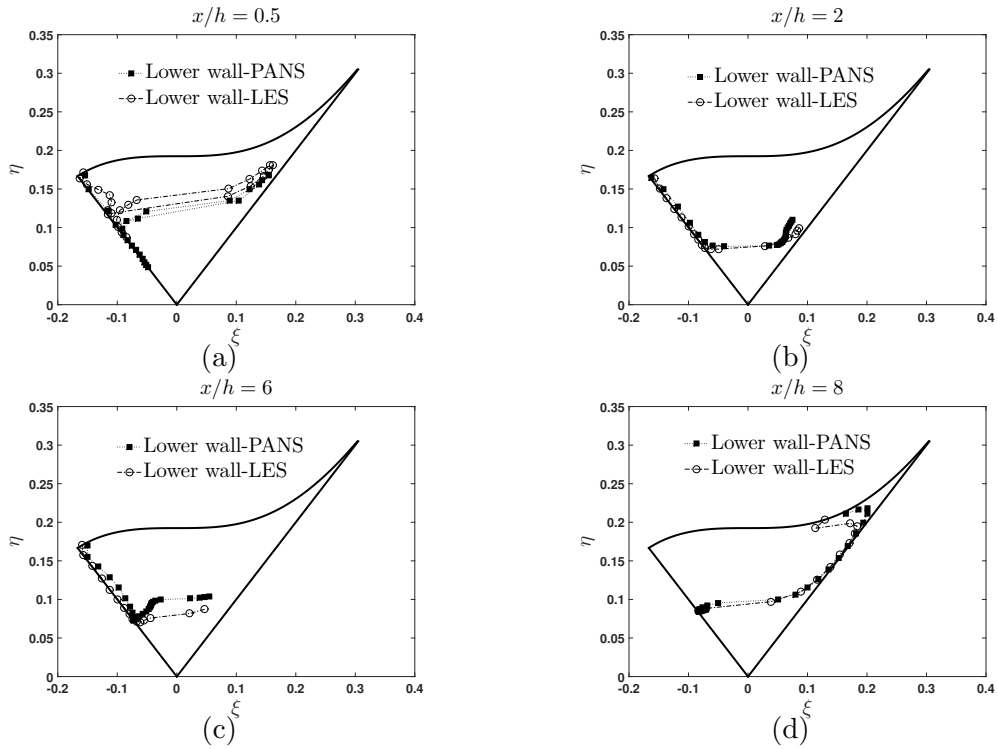 x/h = 0.5
0.35
0.3
0.25
0.2
0.15
0.1
0.05
0
η
Lower wall-PANS
Lower wall-LES
-0.2 -0.1 0 0.1 0.2 0.3 0.4
ξ
(a)
x/h = 2
0.35
0.3
0.25
0.2
0.15
0.1
0.05
0
η
Lower wall-PANS
Lower wall-LES
-0.2 -0.1 0 0.1 0.2 0.3 0.4
ξ
(b)
x/h = 6
0.35
0.3
0.25
0.2
0.15
0.1
0.05
0
η
Lower wall-PANS
Lower wall-LES
-0.2 -0.1 0 0.1 0.2 0.3 0.4
ξ
(c)
x/h = 8
0.35
0.3
0.25
0.2
0.15
0.1
0.05
0
η
Lower wall-PANS
Lower wall-LES
-0.2 -0.1 0 0.1 0.2 0.3 0.4
ξ
(d)